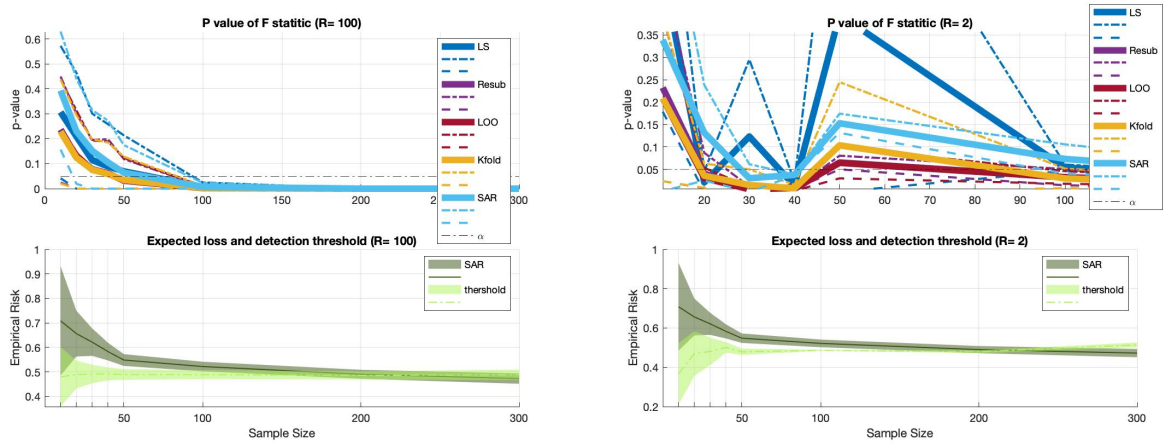 P value of F statitic (R= 100)
p-value
0.6
0.5
0.4
0.3
0.2
0.1
0
0 50 100 150 200 25 300
LS
Resub
LOO
Kfold
SAR
α
P value of F statitic (R= 2)
p-value
0.35
0.3
0.25
0.2
0.15
0.1
0.05
20 30 40 50 60 70 80 90 100
LS
Resub
LOO
Kfold
SAR
α
Expected loss and detection threshold (R= 100)
Empirical Risk
1
0.9
0.8
0.7
0.6
0.5
0.4
50 100 200 300
Sample Size
SAR
thershold
Expected loss and detection threshold (R= 2)
Empirical Risk
1
0.8
0.6
0.4
0.2
50 100 200 300
Sample Size
SAR
thershold